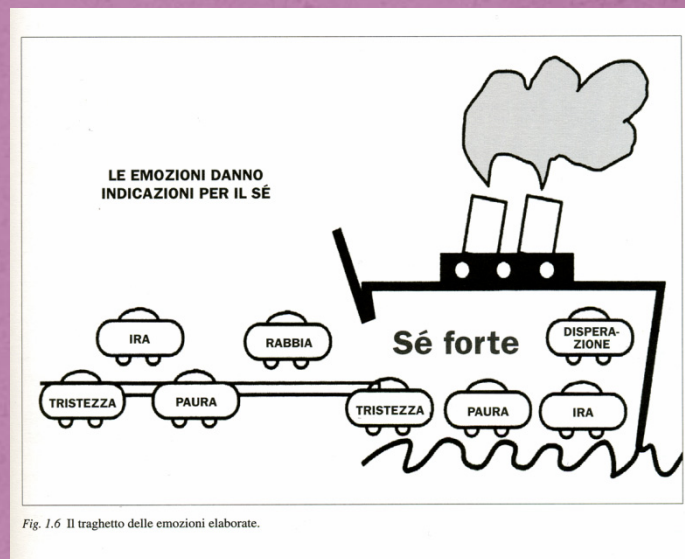 LE EMOZIONI DANNO
INDICAZIONI PER IL SÉ
IRA
RABBIA
TRISTEZZA
PAURA
Sé forte
DISPERA-
ZIONE
TRISTEZZA
PAURA
IRA
Fig. 1.6 Il traghetto delle emozioni elaborate.